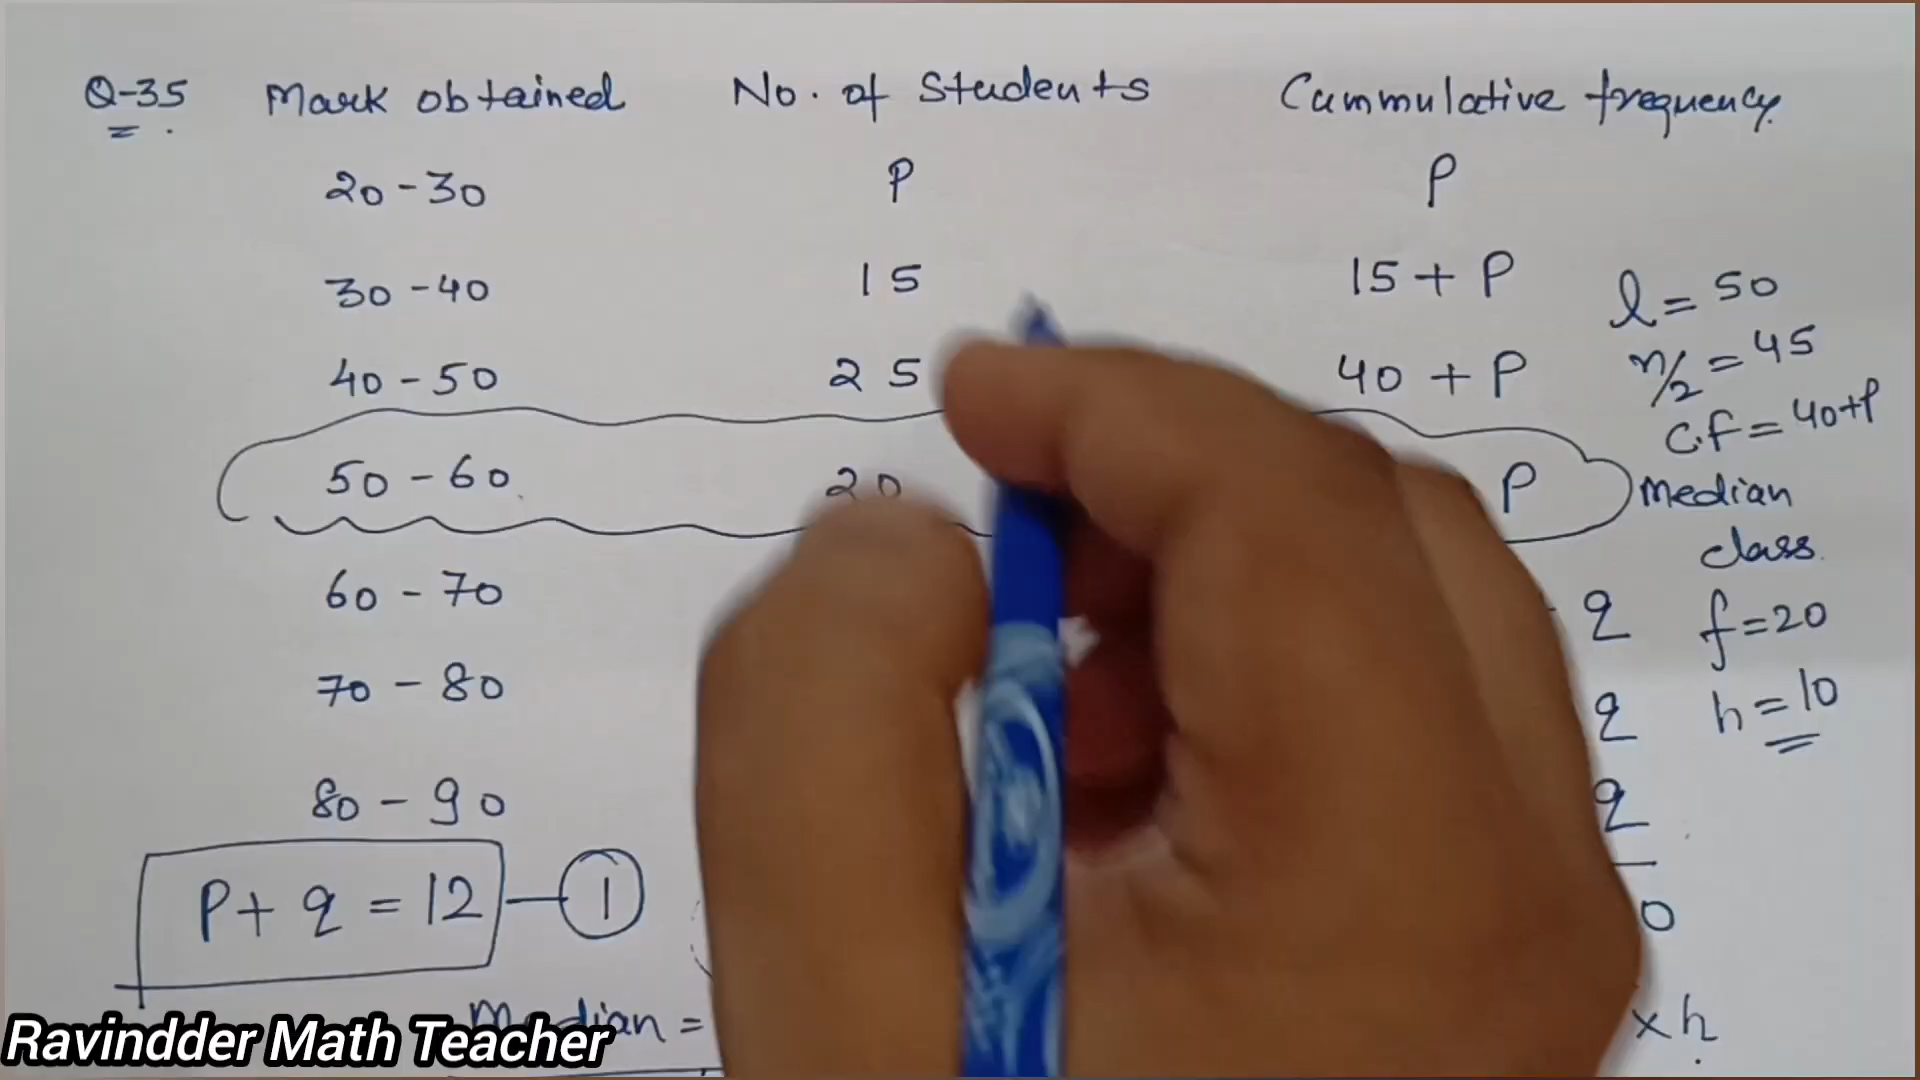 Q-35 Mark obtained No. of Students Cummulative frequency
20-30 P P
30-40 15 15 + P
40-50 25 40 + P
50-60 20 P
60-70 q
70-80 q
80-90 q
l = 50
n/2 = 45
C.f = 40+P
Median
class
f = 20
h = 10
0
P + q = 12 — 1
Median = x h
Ravindder Math Teacher